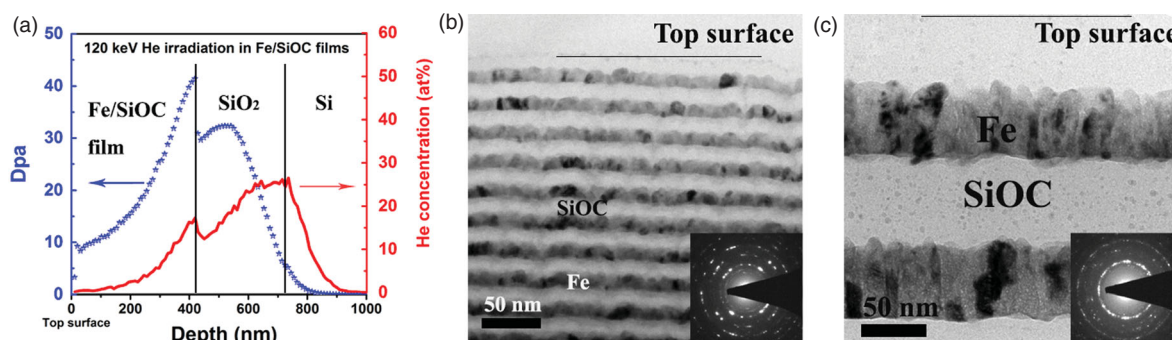 (a)
120 keV He irradiation in Fe/SiOC films
Fe/SiOC
film
SiO2
Si
Dpa
50
40
30
20
10
0
He concentration (at%)
60
50
40
30
20
10
0
0 200 400 600 800 1000
Top surface
Depth (nm)
(b)
Top surface
SiOC
Fe
50 nm
(c)
Top surface
Fe
SiOC
50 nm